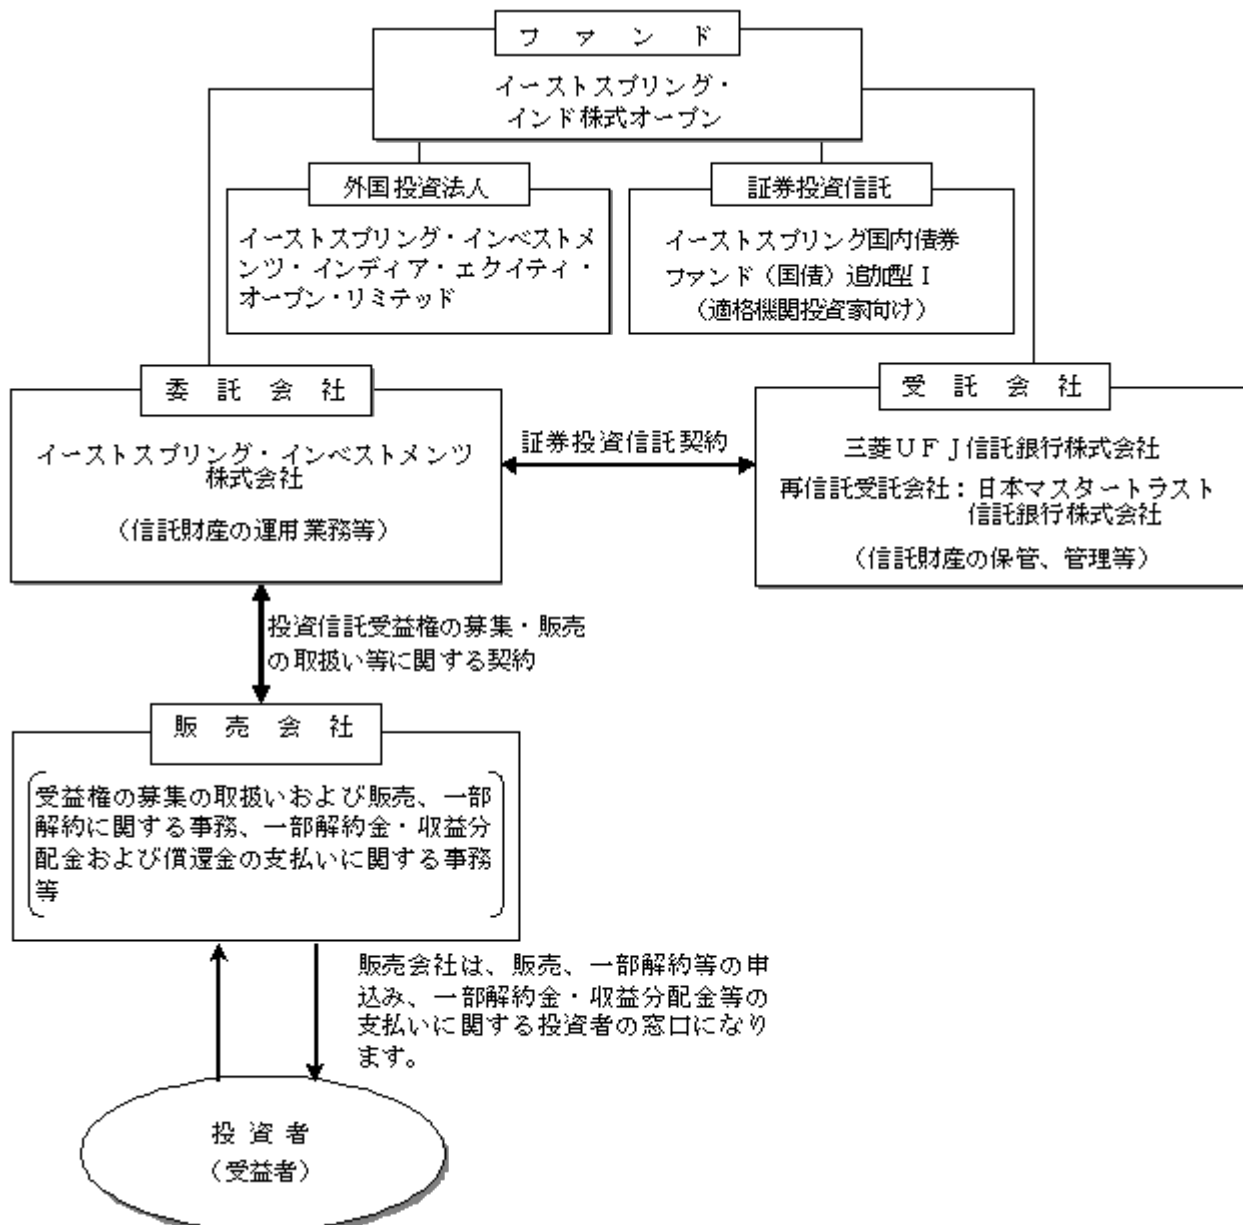 ファンド
イーストスプリング・
インド株式オープン
外国投資法人
イーストスプリング・インベストメ
ンツ・インディア・エクイティ・
オープン・リミテッド
証券投資信託
イーストスプリング国内債券
ファンド（国債）追加型Ⅰ
（適格機関投資家向け）
委託会社
イーストスプリング・インベストメンツ
株式会社
（信託財産の運用業務等）
証券投資信託契約
受託会社
三菱ＵＦＪ信託銀行株式会社
再信託受託会社：日本マスタートラスト
信託銀行株式会社
（信託財産の保管、管理等）
投資信託受益権の募集・販売
の取扱い等に関する契約
販売会社
受益権の募集の取扱いおよび販売、一部
解約に関する事務、一部解約金・収益分
配金および償還金の支払いに関する事務
等
販売会社は、販売、一部解約等の申
込み、一部解約金・収益分配金等の
支払いに関する投資者の窓口になり
ます。
投資者
（受益者）